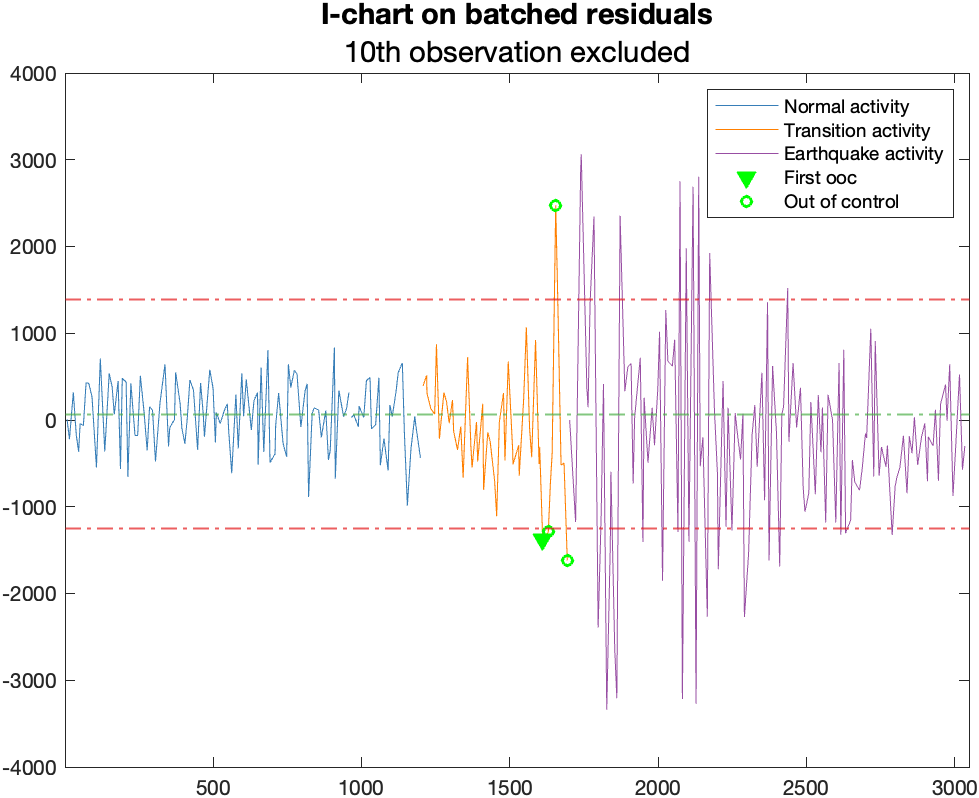 I-chart on batched residuals
10th observation excluded
4000
3000
2000
1000
0
-1000
-2000
-3000
-4000
500
1000
1500
2000
2500
3000
Normal activity
Transition activity
Earthquake activity
First ooc
Out of control